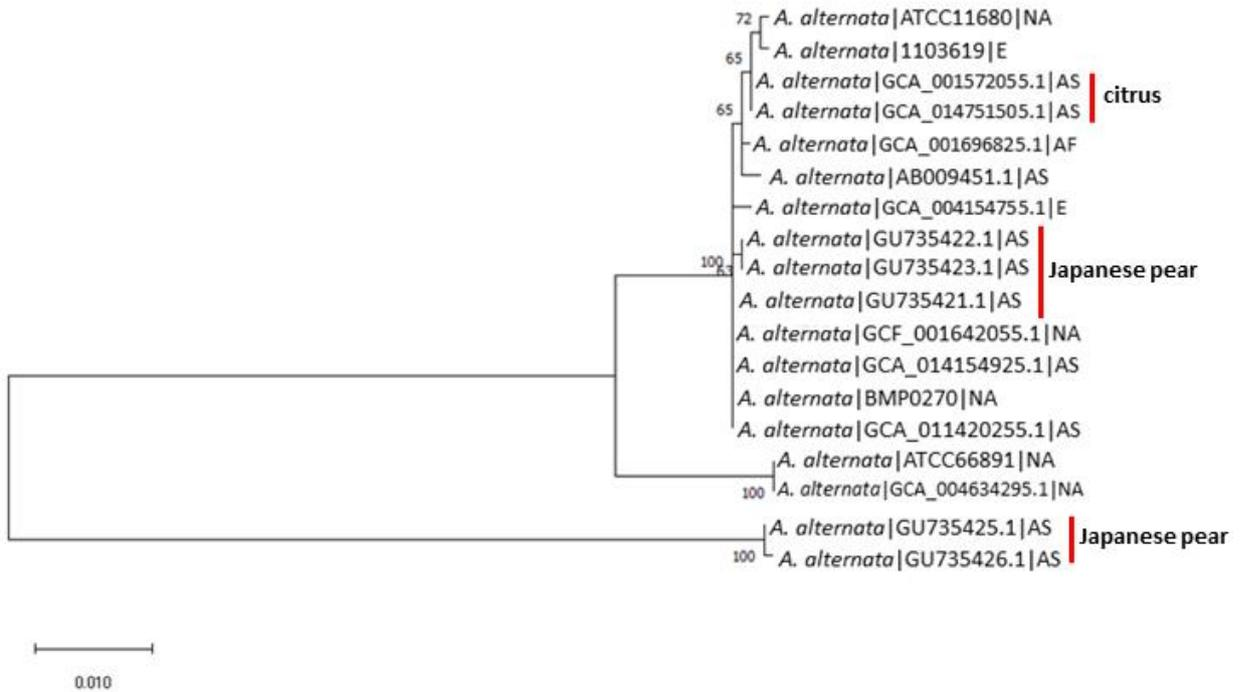 72
A. alternata|ATCC11680|NA
A. alternata|1103619|E
65
A. alternata|GCA_001572055.1|AS
citrus
A. alternata|GCA_014751505.1|AS
65
A. alternata|GCA_001696825.1|AF
A. alternata|AB009451.1|AS
A. alternata|GCA_004154755.1|E
A. alternata|GU735422.1|AS
100
63
A. alternata|GU735423.1|AS
Japanese pear
A. alternata|GU735421.1|AS
A. alternata|GCF_001642055.1|NA
A. alternata|GCA_014154925.1|AS
A. alternata|BMP0270|NA
A. alternata|GCA_011420255.1|AS
A. alternata|ATCC66891|NA
100
A. alternata|GCA_004634295.1|NA
A. alternata|GU735425.1|AS
Japanese pear
100
A. alternata|GU735426.1|AS
0.010